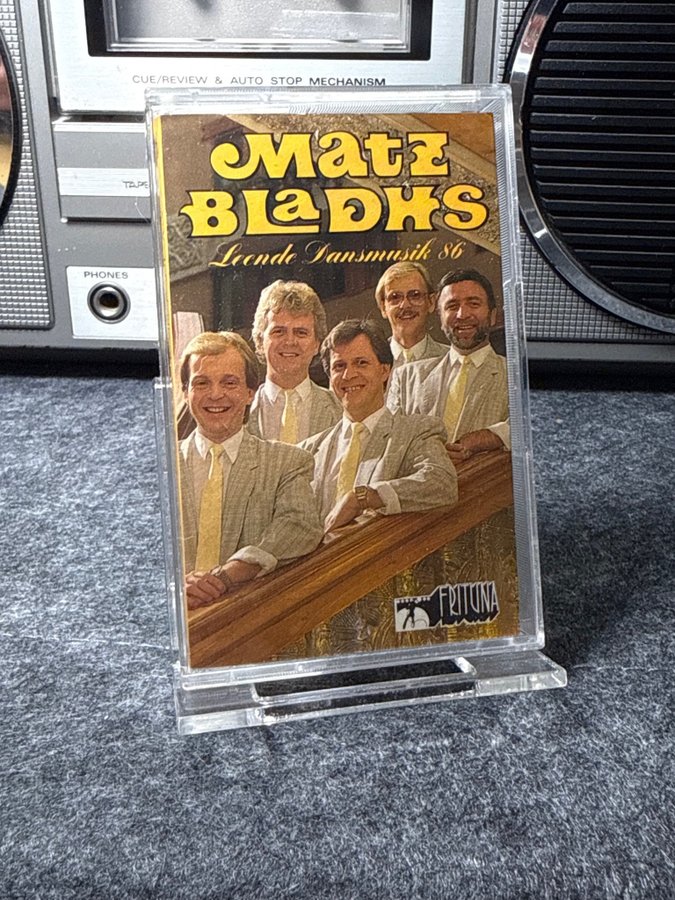 CUE/REVIEW & AUTO STOP MECHANISM
TAPE
PHONES
Matz
BLaDHS
Leende Dansmusik 86
FRITUNA